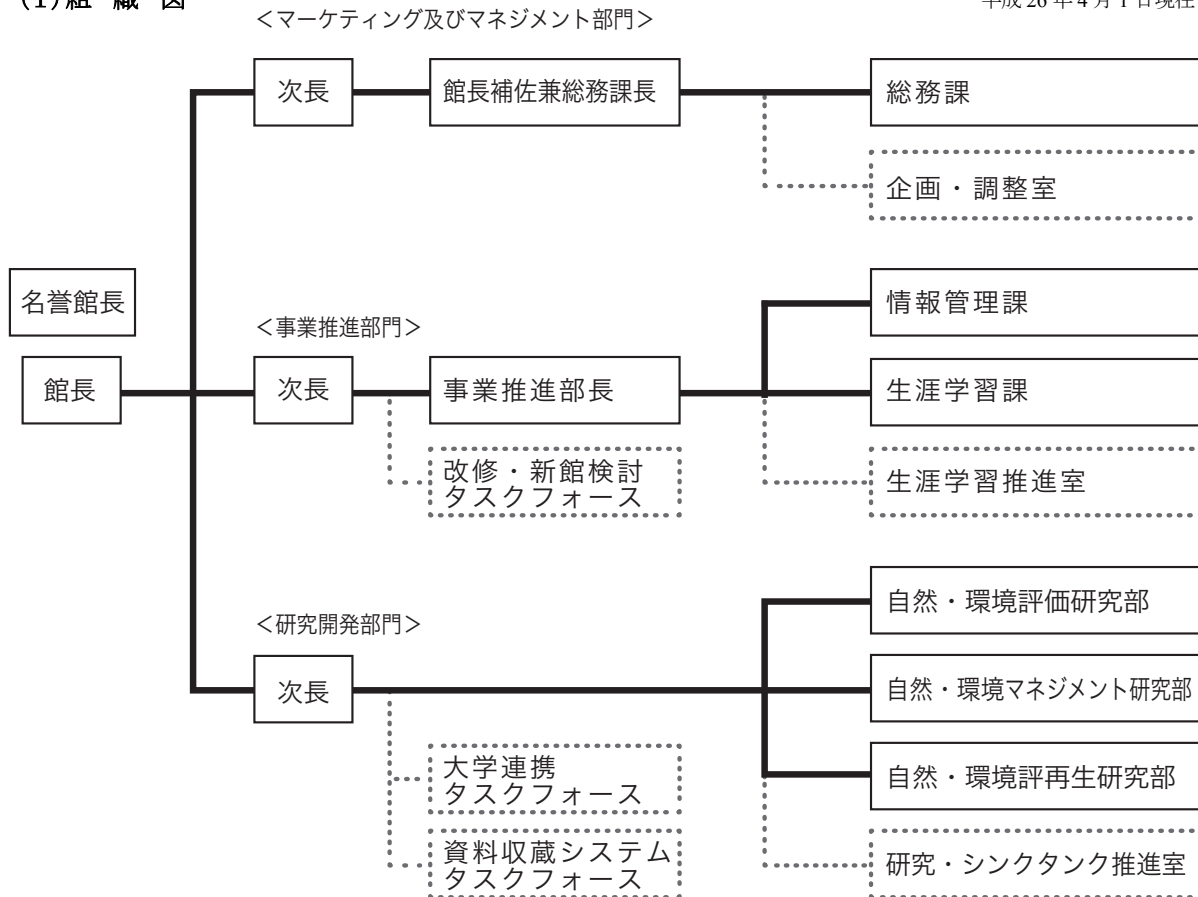 (1)組 織 図
平成 26 年 4 月 1 日現在
＜マーケティング及びマネジメント部門＞
次長
館長補佐兼総務課長
総務課
企画・調整室
名誉館長
館長
＜事業推進部門＞
次長
事業推進部長
情報管理課
生涯学習課
生涯学習推進室
改修・新館検討
タスクフォース
＜研究開発部門＞
次長
自然・環境評価研究部
自然・環境マネジメント研究部
自然・環境評再生研究部
研究・シンクタンク推進室
大学連携
タスクフォース
資料収蔵システム
タスクフォース